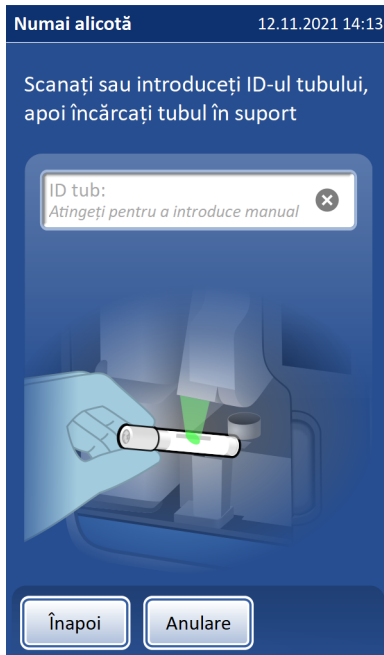 Numai alicotă 12.11.2021 14:13
Scanați sau introduceți ID-ul tubului,
apoi încărcați tubul în suport
ID tub:
Atingeți pentru a introduce manual
Înapoi Anulare